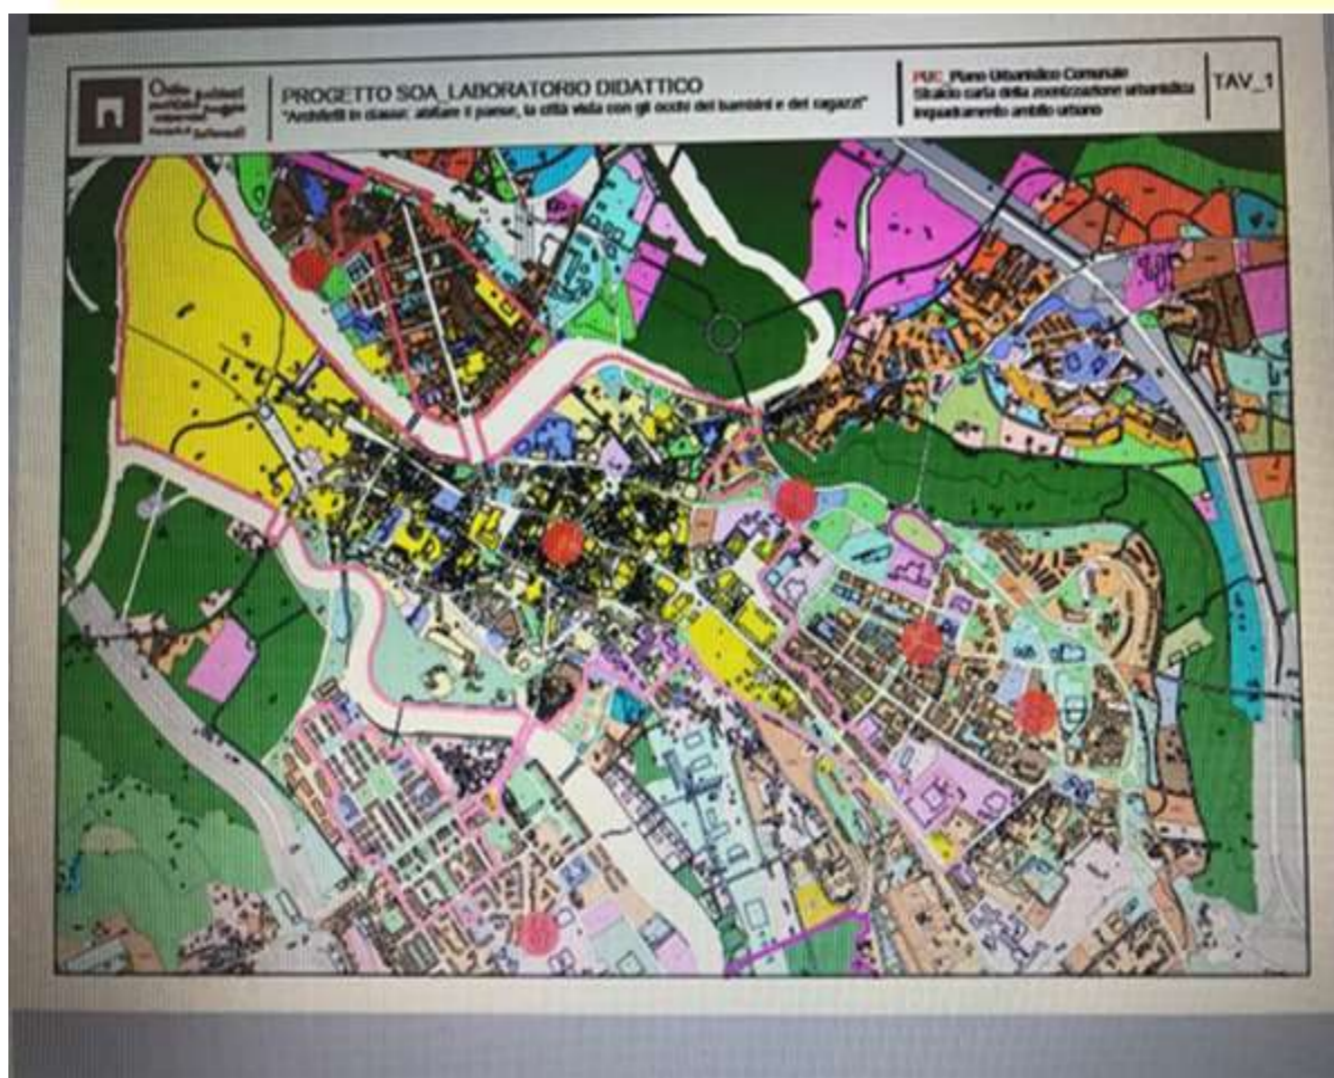 PROGETTO SOA_LABORATORIO DIDATTICO
"Architetti in classe: abitare il paese, la città vista con gli occhi dei bambini e dei ragazzi"
PUC_Piano Urbanistico Comunale
Stralcio carta della zonizzazione urbanistica
Inquadramento ambito urbano
TAV_1